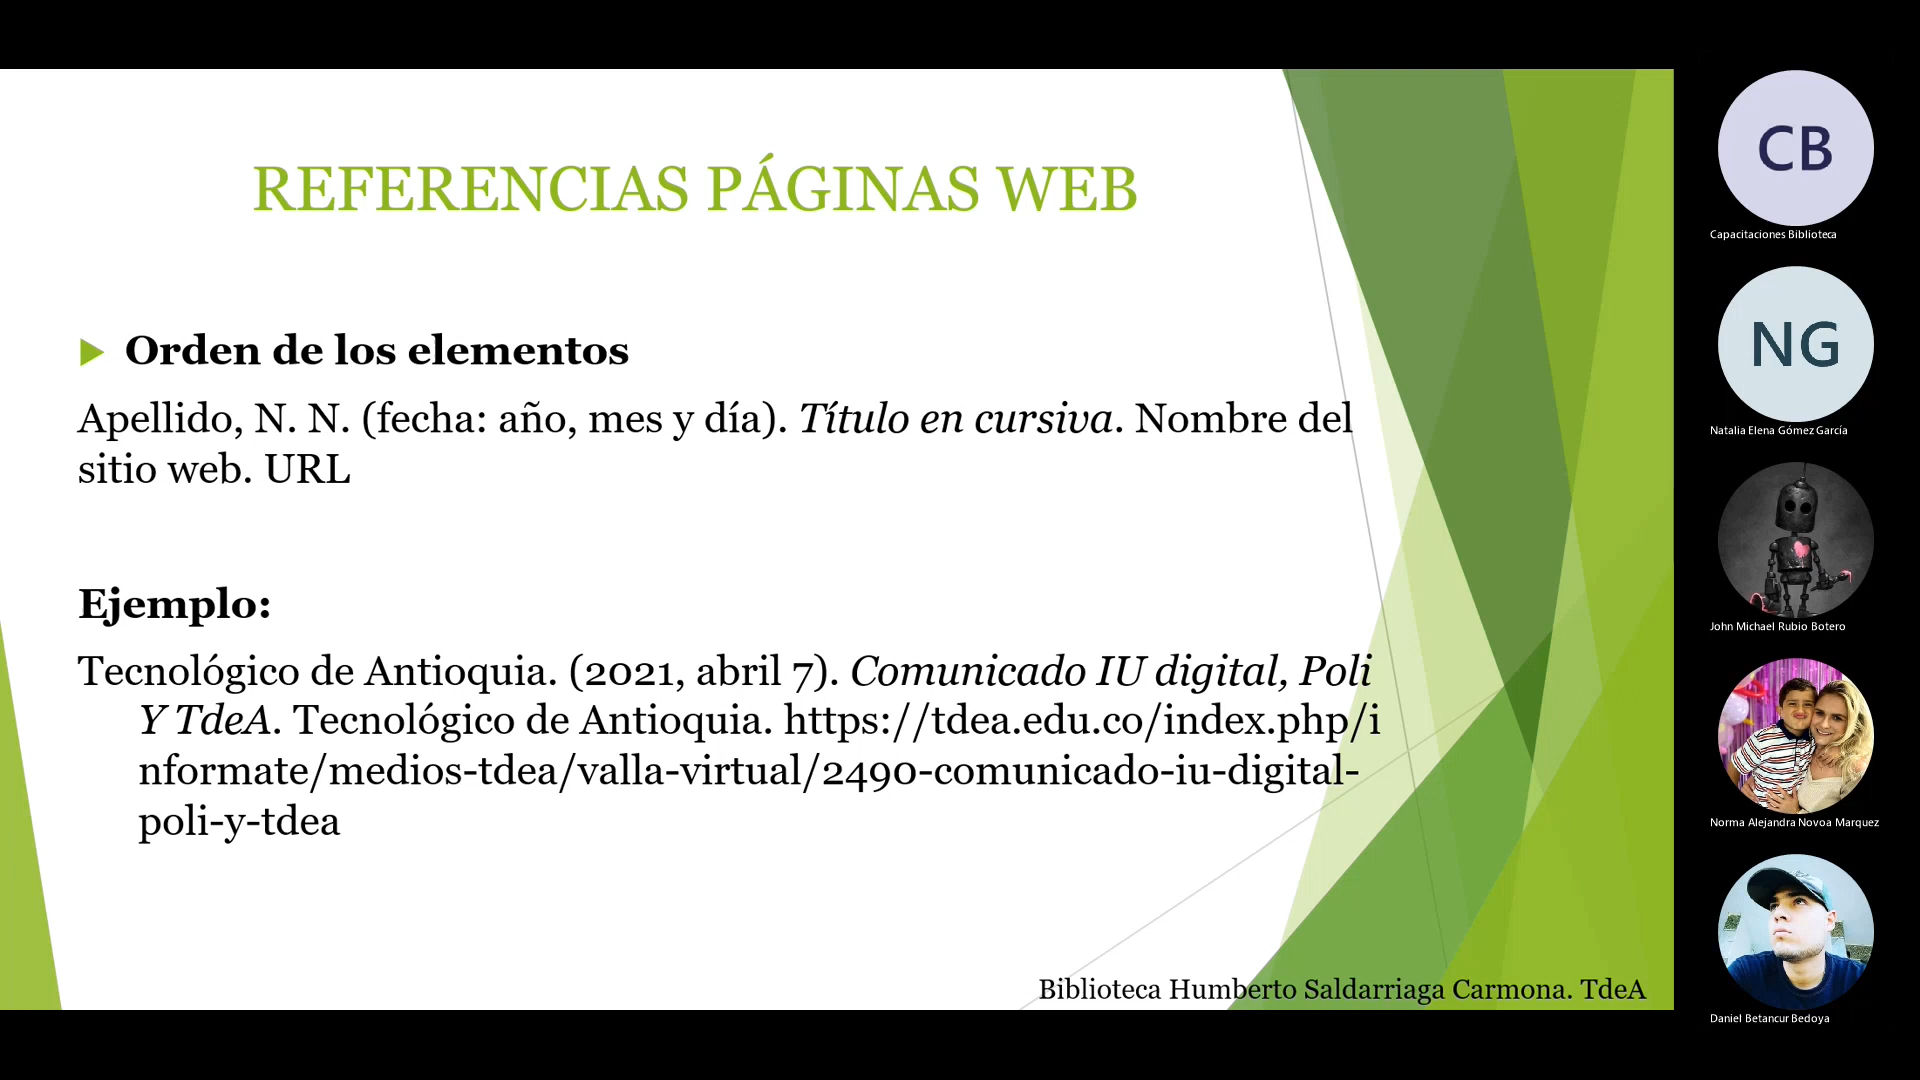 REFERENCIAS PÁGINAS WEB
Orden de los elementos
Apellido, N. N. (fecha: año, mes y día). Título en cursiva. Nombre del
sitio web. URL
Ejemplo:
Tecnológico de Antioquia. (2021, abril 7). Comunicado IU digital, Poli
Y TdeA. Tecnológico de Antioquia. https://tdea.edu.co/index.php/i
nformate/medios-tdea/valla-virtual/2490-comunicado-iu-digital-
poli-y-tdea
Biblioteca Humberto Saldarriaga Carmona. TdeA
CB
Capacitaciones Biblioteca
NG
Natalia Elena Gómez García
John Michael Rubio Botero
Norma Alejandra Novoa Marquez
Daniel Betancur Bedoya